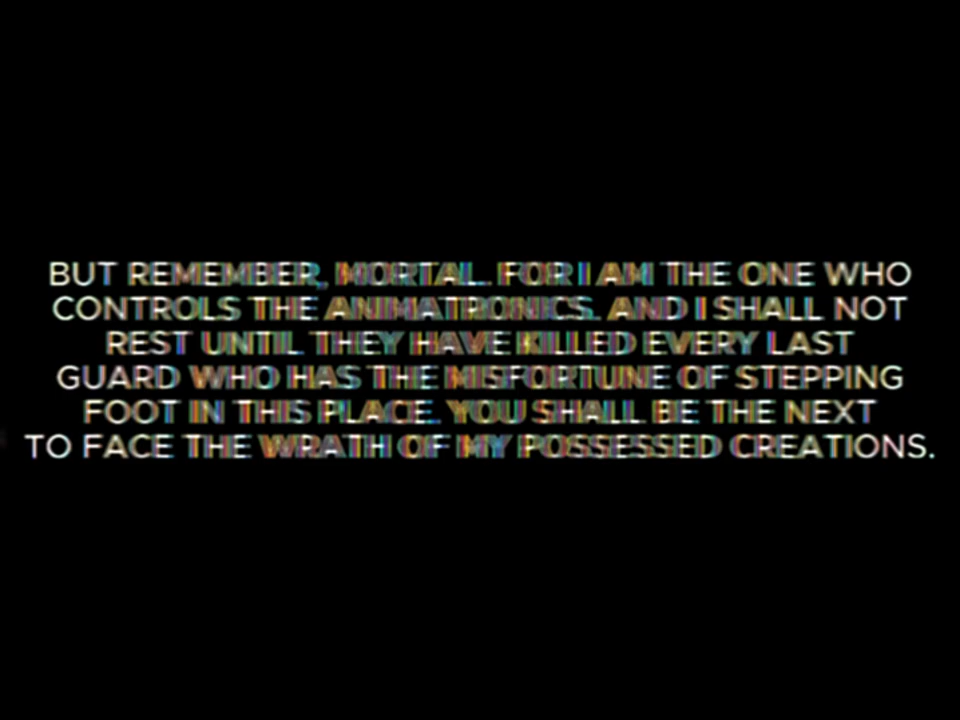 BUT REMEMBER, MORTAL. FOR I AM THE ONE WHO
CONTROLS THE ANIMATRONICS. AND I SHALL NOT
REST UNTIL THEY HAVE KILLED EVERY LAST
GUARD WHO HAS THE MISFORTUNE OF STEPPING
FOOT IN THIS PLACE. YOU SHALL BE THE NEXT
TO FACE THE WRATH OF MY POSSESSED CREATIONS.